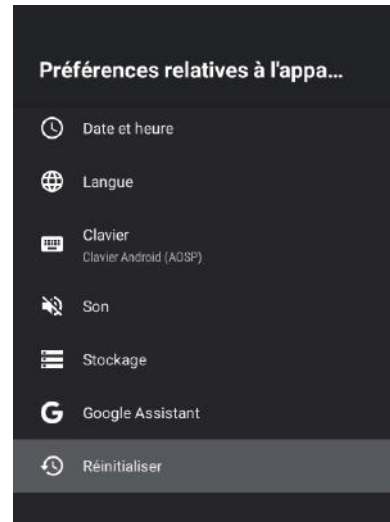 Préférences relatives à l'appa...
Date et heure
Langue
Clavier
Clavier Android (AOSP)
Son
Stockage
Google Assistant
Réinitialiser